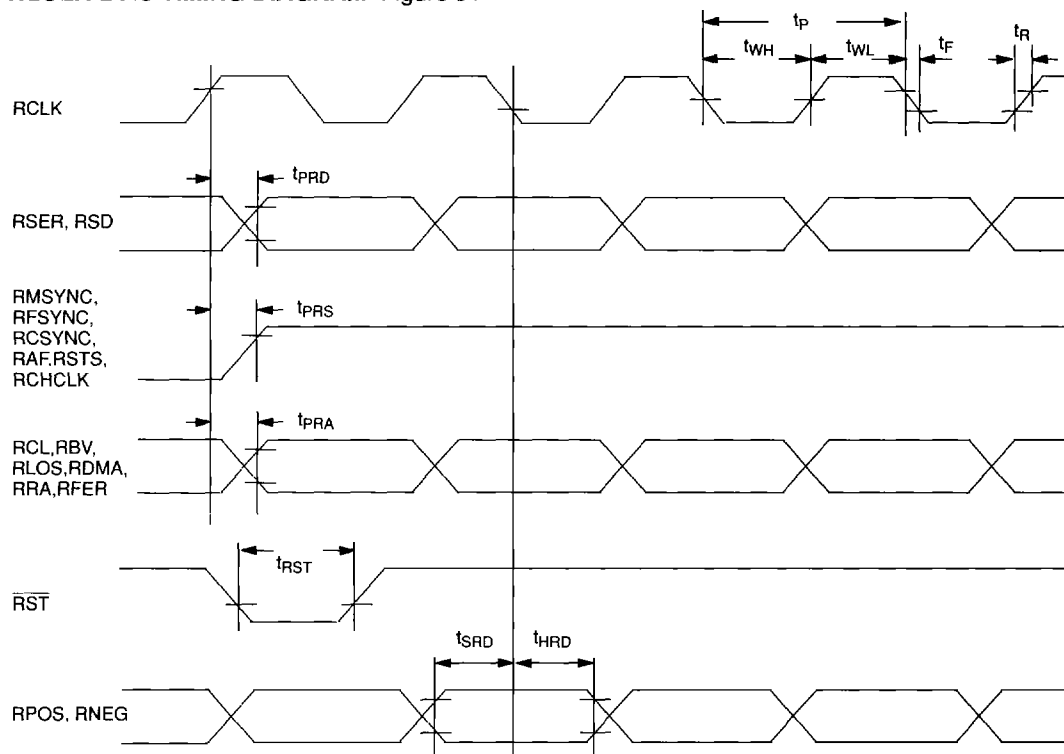 tP
tWH
tWL
tF
tR
RCLK
tPRD
RSER, RSD
RMSYNC,
RFSYNC,
RCSYNC,
RAF.RSTS,
RCHCLK
tPRS
tPRA
RCL,RBV,
RLOS,RDMA,
RRA,RFER
tRST
RST
tSRD
tHRD
RPOS, RNEG